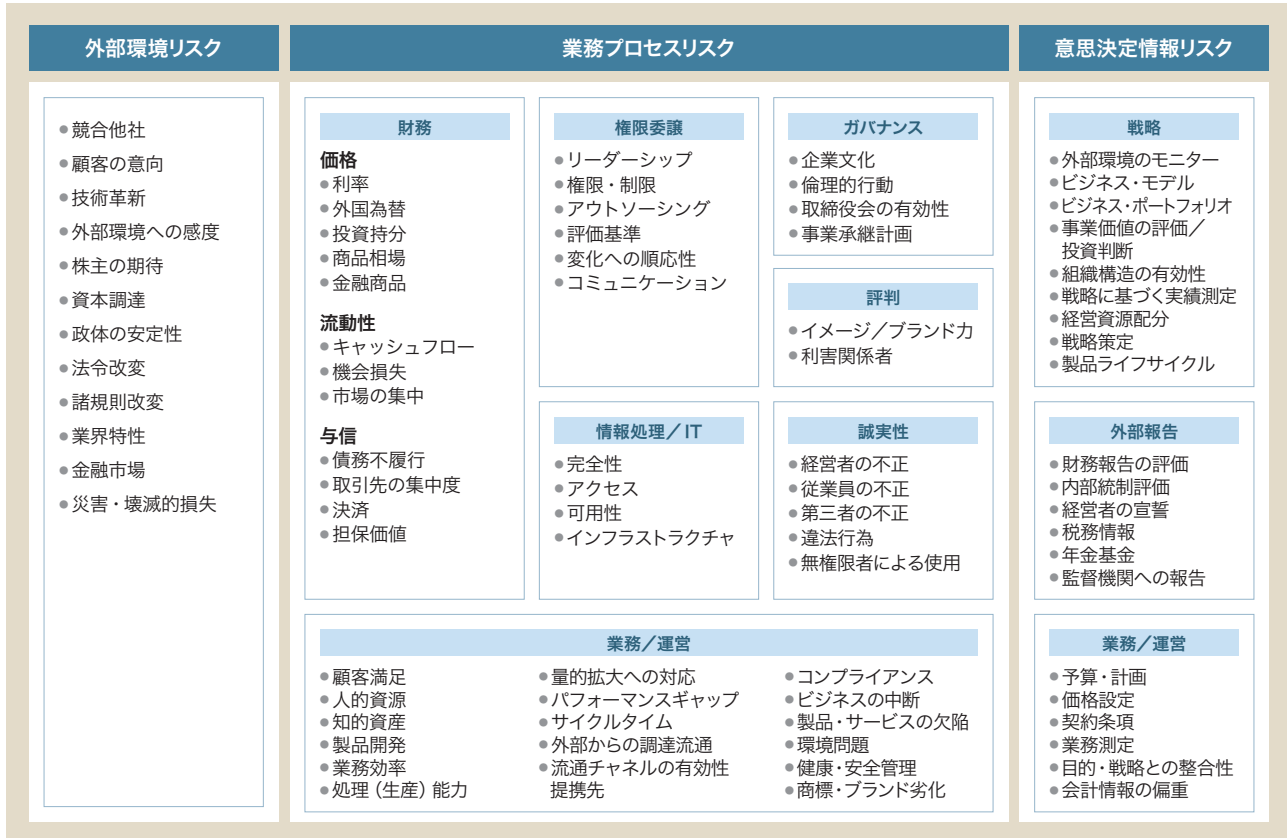 外部環境リスク
●競合他社
●顧客の意向
●技術革新
●外部環境への感度
●株主の期待
●資本調達
●政体の安定性
●法令改変
●諸規則改変
●業界特性
●金融市場
●災害・壊滅的損失
業務プロセスリスク
財務
価格
●利率
●外国為替
●投資持分
●商品相場
●金融商品
流動性
●キャッシュフロー
●機会損失
●市場の集中
与信
●債務不履行
●取引先の集中度
●決済
●担保価値
権限委譲
●リーダーシップ
●権限・制限
●アウトソーシング
●評価基準
●変化への順応性
●コミュニケーション
ガバナンス
●企業文化
●倫理的行動
●取締役会の有効性
●事業承継計画
評判
●イメージ／ブランド力
●利害関係者
情報処理／IT
●完全性
●アクセス
●可用性
●インフラストラクチャ
誠実性
●経営者の不正
●従業員の不正
●第三者の不正
●違法行為
●無権限者による使用
業務／運営
●顧客満足
●人的資源
●知的資産
●製品開発
●業務効率
●処理（生産）能力
●量的拡大への対応
●パフォーマンスギャップ
●サイクルタイム
●外部からの調達流通
●流通チャネルの有効性
提携先
●コンプライアンス
●ビジネスの中断
●製品・サービスの欠陥
●環境問題
●健康・安全管理
●商標・ブランド劣化
意思決定情報リスク
戦略
●外部環境のモニター
●ビジネス・モデル
●ビジネス・ポートフォリオ
●事業価値の評価／
投資判断
●組織構造の有効性
●戦略に基づく実績測定
●経営資源配分
●戦略策定
●製品ライフサイクル
外部報告
●財務報告の評価
●内部統制評価
●経営者の宣誓
●税務情報
●年金基金
●監督機関への報告
業務／運営
●予算・計画
●価格設定
●契約条項
●業務測定
●目的・戦略との整合性
●会計情報の偏重